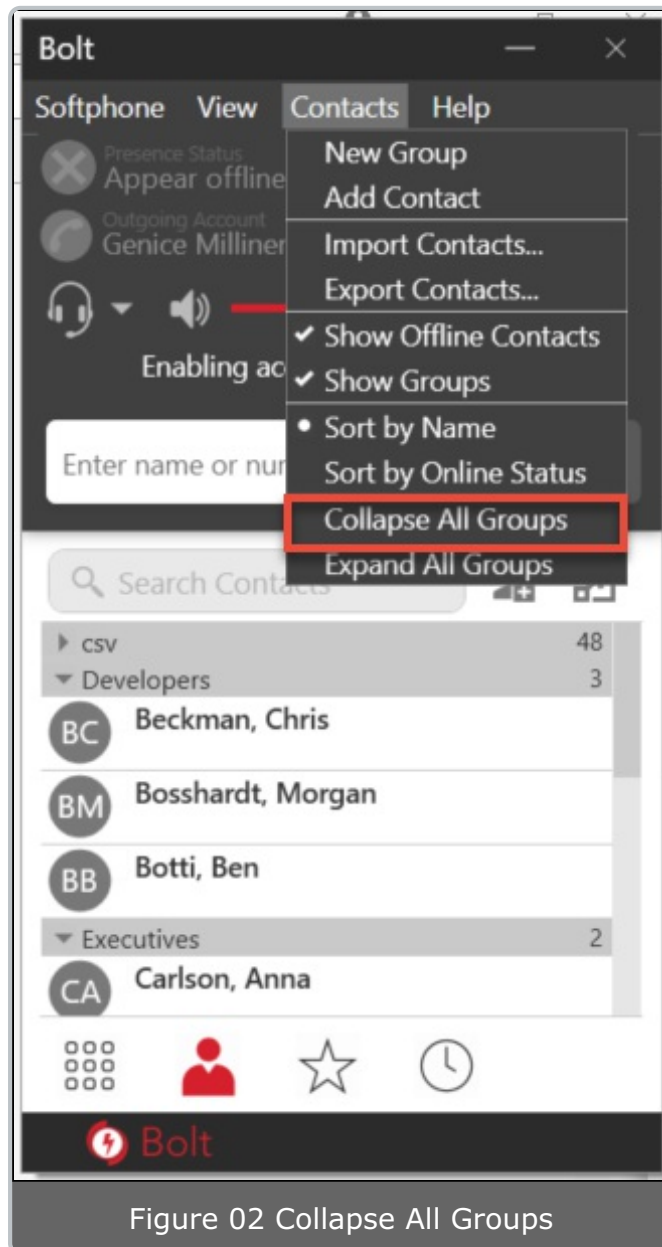 Bolt
Softphone View Contacts Help
Presence Status
Appear offline
Outgoing Account
Genice Milliner
Enabling ac
Enter name or nur
New Group
Add Contact
Import Contacts...
Export Contacts...
Show Offline Contacts
Show Groups
Sort by Name
Sort by Online Status
Collapse All Groups
Expand All Groups
Search Contacts
csv 48
Developers 3
BC Beckman, Chris
BM Bosshardt, Morgan
BB Botti, Ben
Executives 2
CA Carlson, Anna
Bolt
Figure 02 Collapse All Groups